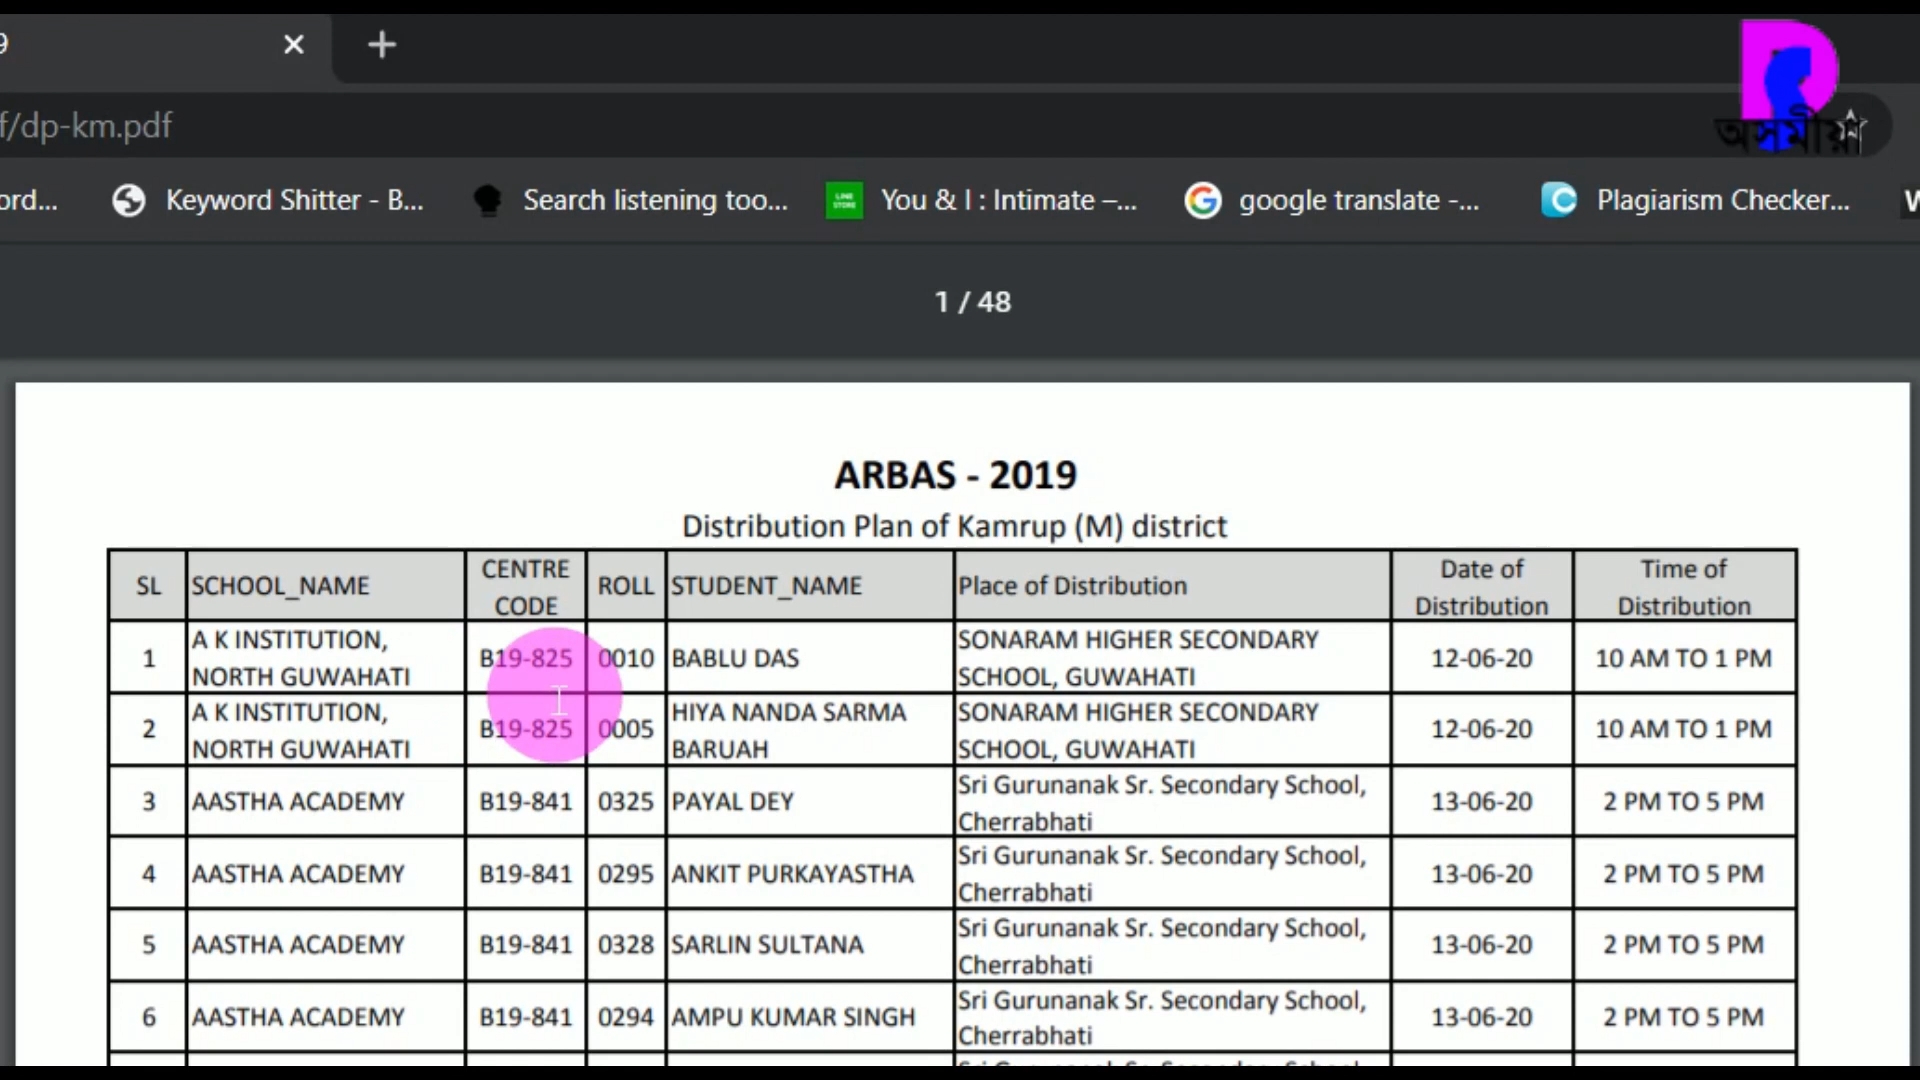 9
f/dp-km.pdf
অসমীয়া
ord... Keyword Shitter - B... Search listening too... LINE STORE You & I : Intimate –... google translate -... Plagiarism Checker... W
1 / 48
ARBAS - 2019
Distribution Plan of Kamrup (M) district
SL SCHOOL_NAME CENTRE CODE ROLL STUDENT_NAME Place of Distribution Date of Distribution Time of Distribution
1 A K INSTITUTION, NORTH GUWAHATI B19-825 0010 BABLU DAS SONARAM HIGHER SECONDARY SCHOOL, GUWAHATI 12-06-20 10 AM TO 1 PM
2 A K INSTITUTION, NORTH GUWAHATI B19-825 0005 HIYA NANDA SARMA BARUAH SONARAM HIGHER SECONDARY SCHOOL, GUWAHATI 12-06-20 10 AM TO 1 PM
3 AASTHA ACADEMY B19-841 0325 PAYAL DEY Sri Gurunanak Sr. Secondary School, Cherrabhati 13-06-20 2 PM TO 5 PM
4 AASTHA ACADEMY B19-841 0295 ANKIT PURKAYASTHA Sri Gurunanak Sr. Secondary School, Cherrabhati 13-06-20 2 PM TO 5 PM
5 AASTHA ACADEMY B19-841 0328 SARLIN SULTANA Sri Gurunanak Sr. Secondary School, Cherrabhati 13-06-20 2 PM TO 5 PM
6 AASTHA ACADEMY B19-841 0294 AMPU KUMAR SINGH Sri Gurunanak Sr. Secondary School, Cherrabhati 13-06-20 2 PM TO 5 PM